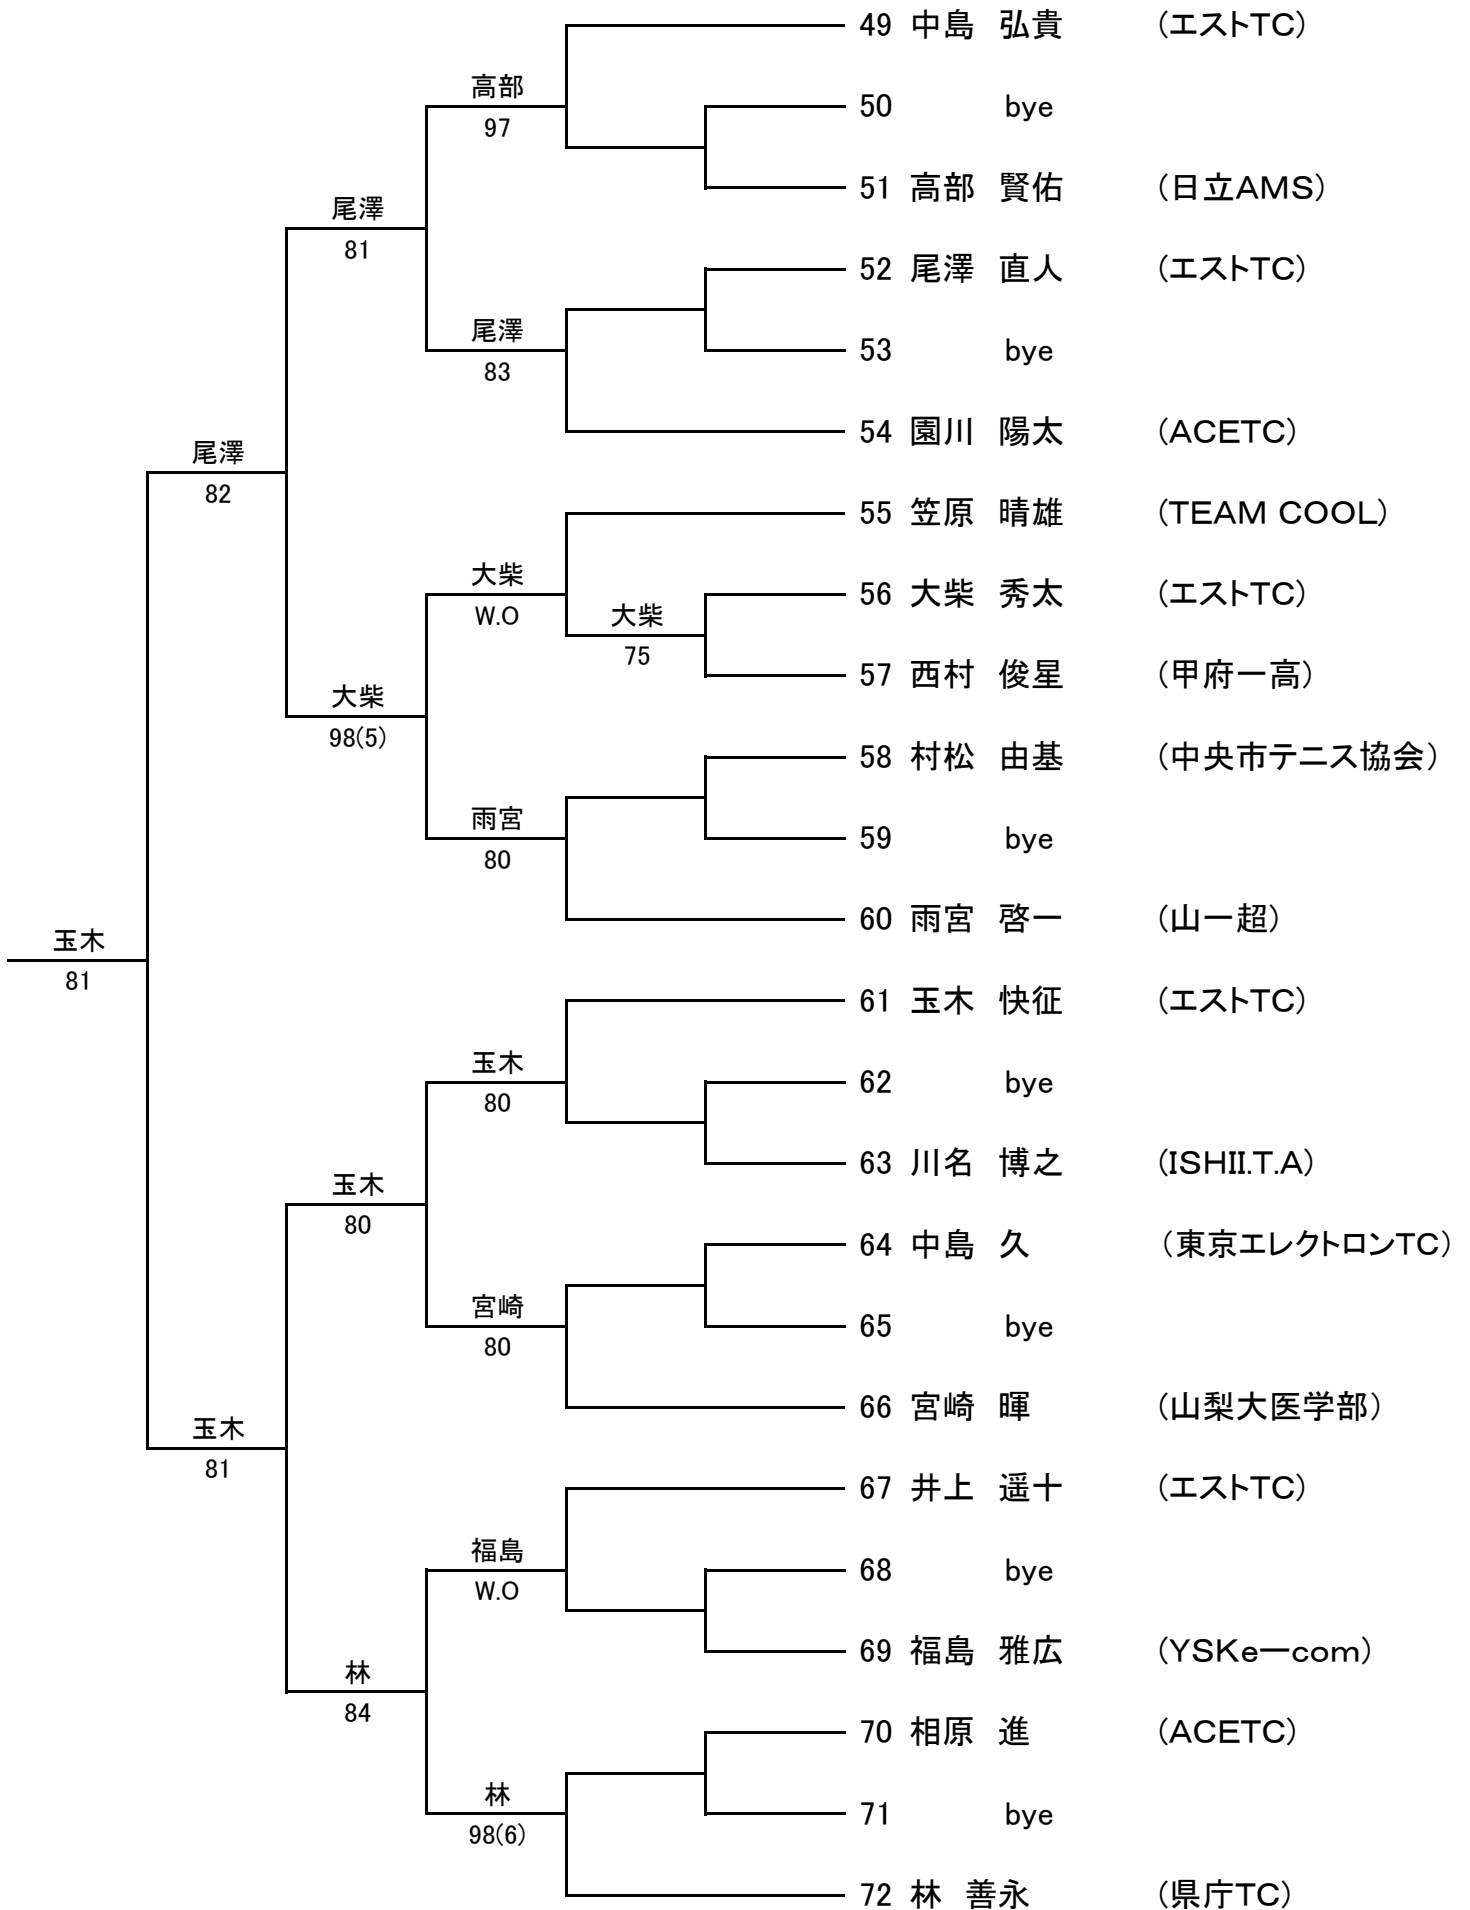 49 中島 弘貴 (エストTC)
高部
97
50 bye
51 高部 賢佑 (日立AMS)
尾澤
81
52 尾澤 直人 (エストTC)
尾澤
83
53 bye
54 園川 陽太 (ACETC)
尾澤
82
55 笠原 晴雄 (TEAM COOL)
大柴
W.O
56 大柴 秀太 (エストTC)
大柴
75
57 西村 俊星 (甲府一高)
大柴
98(5)
58 村松 由基 (中央市テニス協会)
雨宮
80
59 bye
60 雨宮 啓一 (山一超)
玉木
81
61 玉木 快征 (エストTC)
玉木
80
62 bye
63 川名 博之 (ISHII.T.A)
玉木
80
64 中島 久 (東京エレクトロンTC)
宮崎
80
65 bye
66 宮崎 暉 (山梨大医学部)
玉木
81
67 井上 遥十 (エストTC)
福島
W.O
68 bye
69 福島 雅広 (YSKeーcom)
林
84
70 相原 進 (ACETC)
林
98(6)
71 bye
72 林 善永 (県庁TC)